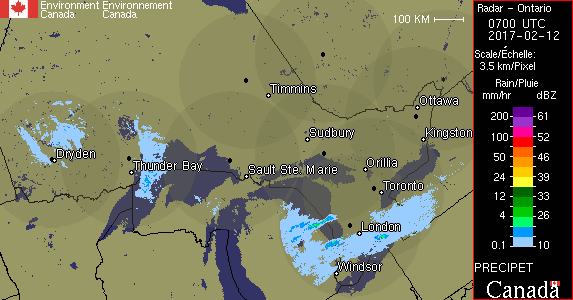 Environment Environnement
Canada Canada
100 KM
Radar - Ontario
0700 UTC
2017-02-12
Scale/Échelle:
3.5 km/Pixel
Rain/Pluie
mm/hr dBZ
200 61
100 52
50 46
24 39
12 33
4 26
1 18
0.1 10
PRECIPET
Canada
Timmins
Ottawa
Sudbury
Kingston
Dryden
Thunder Bay
Sault Ste. Marie
Orillia
Toronto
London
Windsor